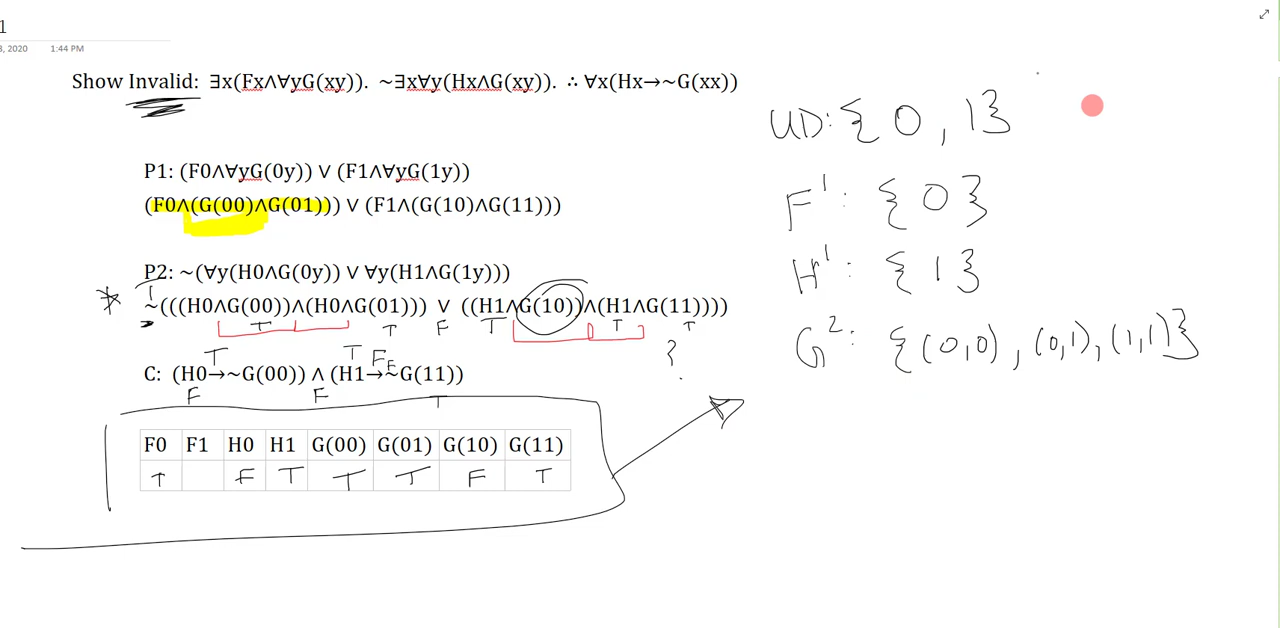 1
3, 2020 1:44 PM
Show Invalid: ∃x(Fx∧∀yG(xy)). ~∃x∀y(Hx∧G(xy)). ∴ ∀x(Hx→~G(xx))
UD: { 0 , 1 }
P1: (F0∧∀yG(0y)) ∨ (F1∧∀yG(1y))
(F0∧(G(00)∧G(01))) ∨ (F1∧(G(10)∧G(11)))
F¹: { 0 }
P2: ~(∀y(H0∧G(0y)) ∨ ∀y(H1∧G(1y)))
H¹: { 1 }
~(((H0∧G(00))∧(H0∧G(01))) ∨ ((H1∧G(10))∧(H1∧G(11))))
T T F T T T
G²: { (0,0) , (0,1), (1,1) }
?
T T F F
C: (H0→~G(00)) ∧ (H1→~G(11))
F F T
F0 F1 H0 H1 G(00) G(01) G(10) G(11)
T F T T T F T